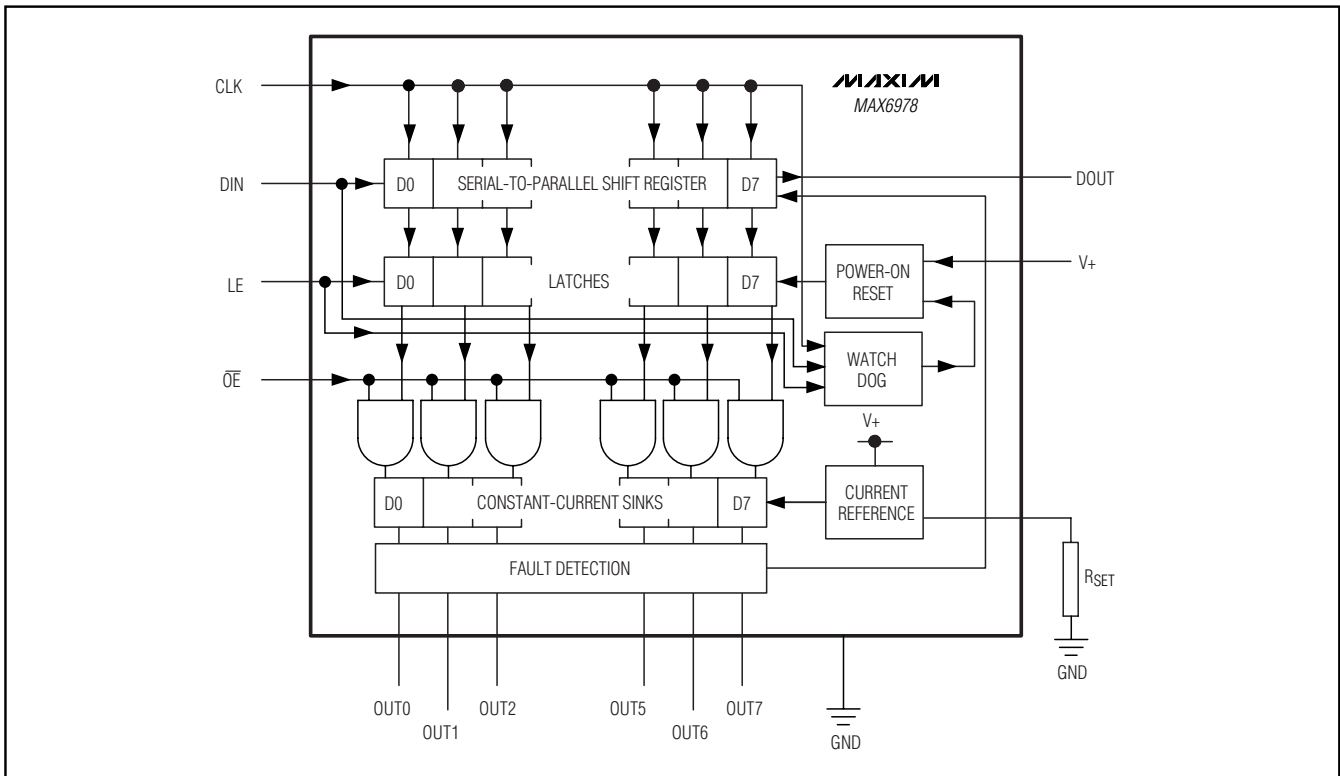 MAXIM
MAX6978
CLK
DIN
D0
SERIAL-TO-PARALLEL SHIFT REGISTER
D7
DOUT
LE
D0
LATCHES
D7
POWER-ON
RESET
V+
WATCH
DOG
OE
V+
D0
CONSTANT-CURRENT SINKS
D7
CURRENT
REFERENCE
FAULT DETECTION
RSET
GND
OUT0
OUT1
OUT2
OUT5
OUT6
OUT7
GND